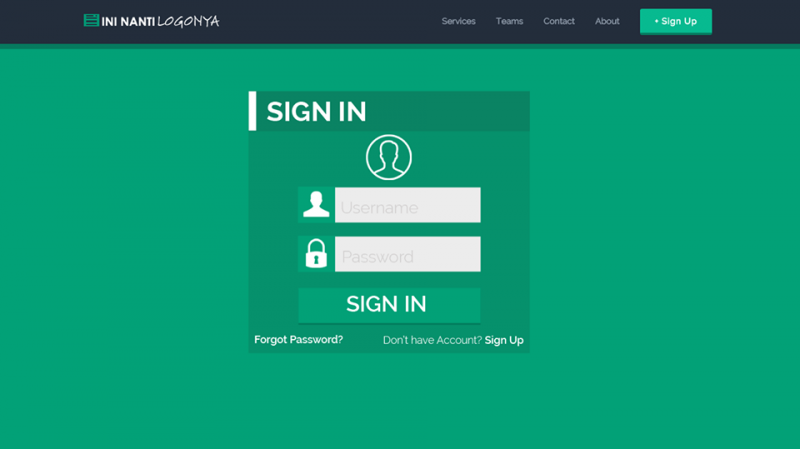 INI NANTI LOGONYA Services Teams Contact About + Sign Up
SIGN IN
Username
Password
SIGN IN
Forgot Password? Don't have Account? Sign Up